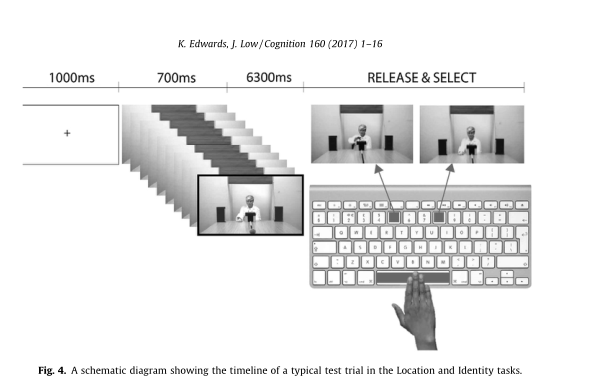 K. Edwards, J. Low / Cognition 160 (2017) 1–16
1000ms 700ms 6300ms RELEASE & SELECT
+
Q W E R T Y U I O P
A S D F G H J K L
Z X C V B N M
Fig. 4. A schematic diagram showing the timeline of a typical test trial in the Location and Identity tasks.